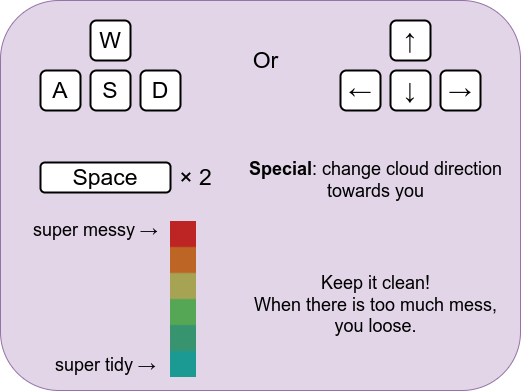 W
Or
↑
A S D
← ↓ →
Space × 2
Special: change cloud direction
towards you
super messy →
Keep it clean!
When there is too much mess,
you loose.
super tidy →